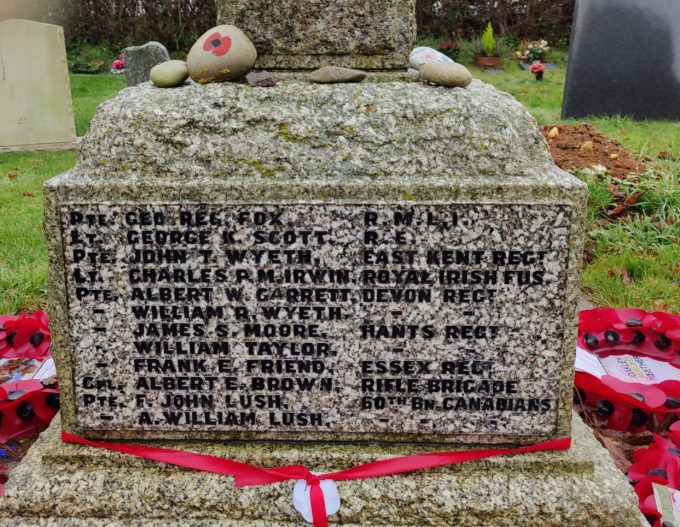 PTE. GEO. REG. FOX. R.M.L.I.
LT. GEORGE K. SCOTT. R.E.
PTE. JOHN T. WYETH. EAST KENT REGT
LT. CHARLES P.M. IRWIN. ROYAL IRISH FUS.
PTE. ALBERT W. GARRETT. DEVON REGT
- WILLIAM R. WYETH. - -
- JAMES S. MOORE. HANTS REGT
- WILLIAM TAYLOR. - -
- FRANK E. FRIEND. ESSEX REGT
CPL. ALBERT E. BROWN. RIFLE BRIGADE
PTE. F. JOHN LUSH. 60TH BN. CANADIANS
- A. WILLIAM LUSH. - - -